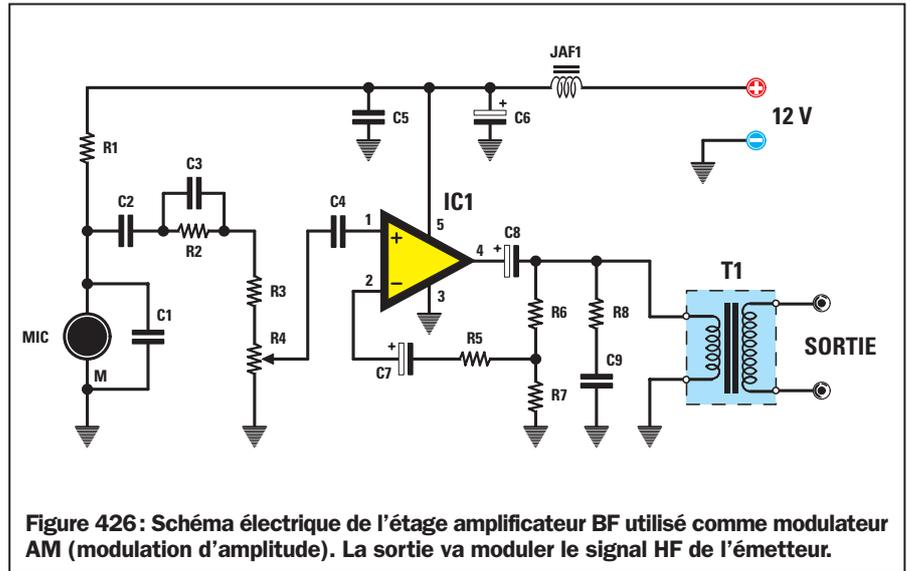 JAF1
12 V
C5
+
C6
R1
C3
C2
R2
C4
IC1
1
+
5
4
+
C8
2
−
3
R3
R4
MIC
C1
M
+
C7
R5
R6
R8
R7
C9
T1
SORTIE
Figure 426 : Schéma électrique de l'étage amplificateur BF utilisé comme modulateur
AM (modulation d'amplitude). La sortie va moduler le signal HF de l'émetteur.